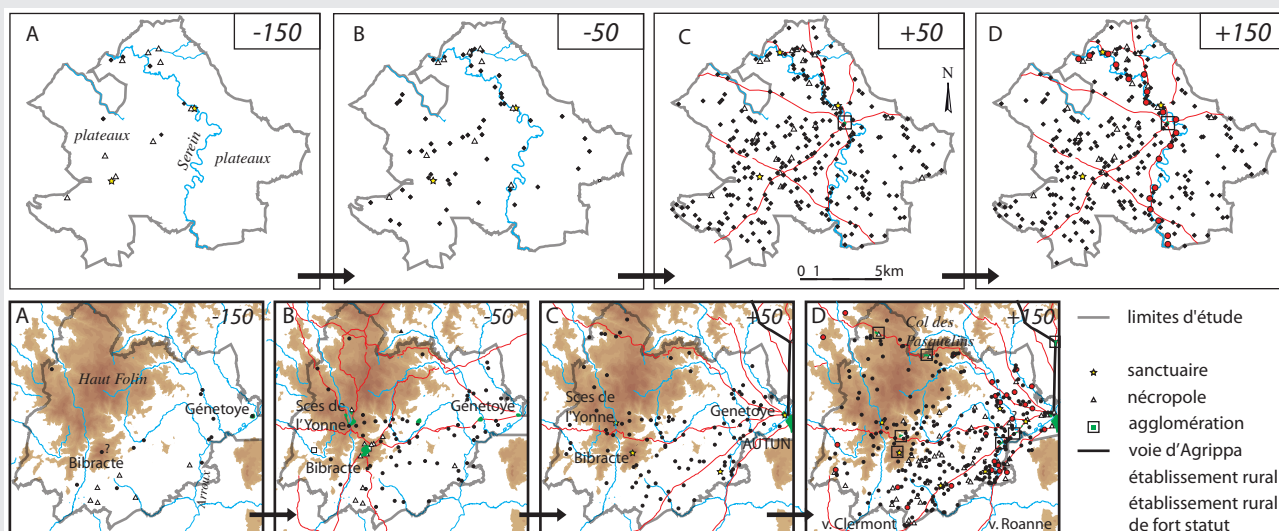 A
-150
plateaux
Serein
plateaux
B
-50
C
+50
N
0 1 5km
D
+150
A
-150
Haut Folin
Genetoye
?
Bibracte
Arroux
B
-50
Sces de
l'Yonne
Genetoye
Bibracte
C
+50
Sces de
l'Yonne
Genetoye
AUTUN
Bibracte
D
+150
Col des
Pasquelins
v. Clermont
v. Roanne
limites d'étude
sanctuaire
nécropole
agglomération
voie d'Agrippa
établissement rural
établissement rural
de fort statut